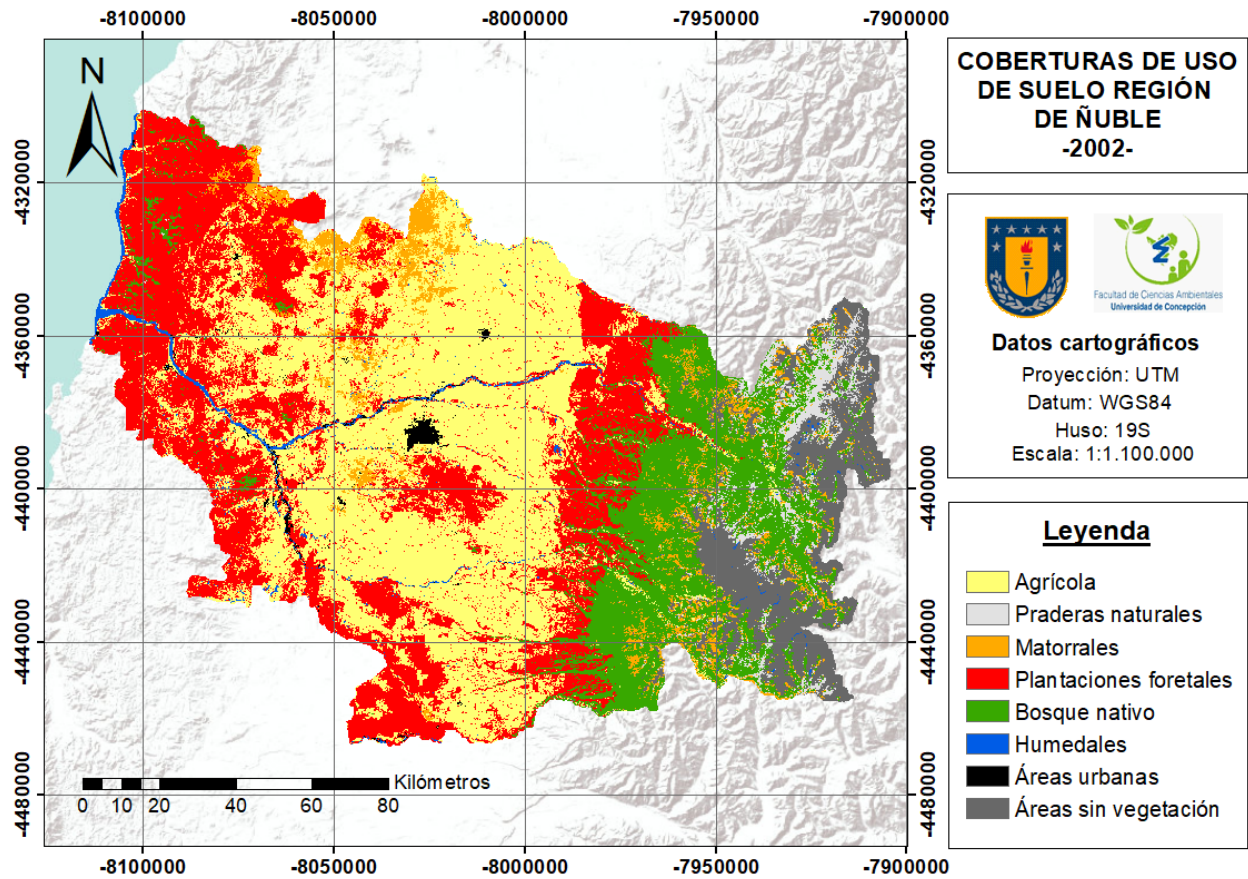 -8100000 -8050000 -8000000 -7950000 -7900000
-4320000
-4360000
-4400000
-4440000
-4480000
N
Kilómetros
0 10 20 40 60 80
-4320000
-4360000
-4400000
-4440000
-4480000
-8100000 -8050000 -8000000 -7950000 -7900000
COBERTURAS DE USO
DE SUELO REGIÓN
DE ÑUBLE
-2002-
Facultad de Ciencias Ambientales
Universidad de Concepción
Datos cartográficos
Proyección: UTM
Datum: WGS84
Huso: 19S
Escala: 1:1.100.000
Leyenda
Agrícola
Praderas naturales
Matorrales
Plantaciones foretales
Bosque nativo
Humedales
Áreas urbanas
Áreas sin vegetación